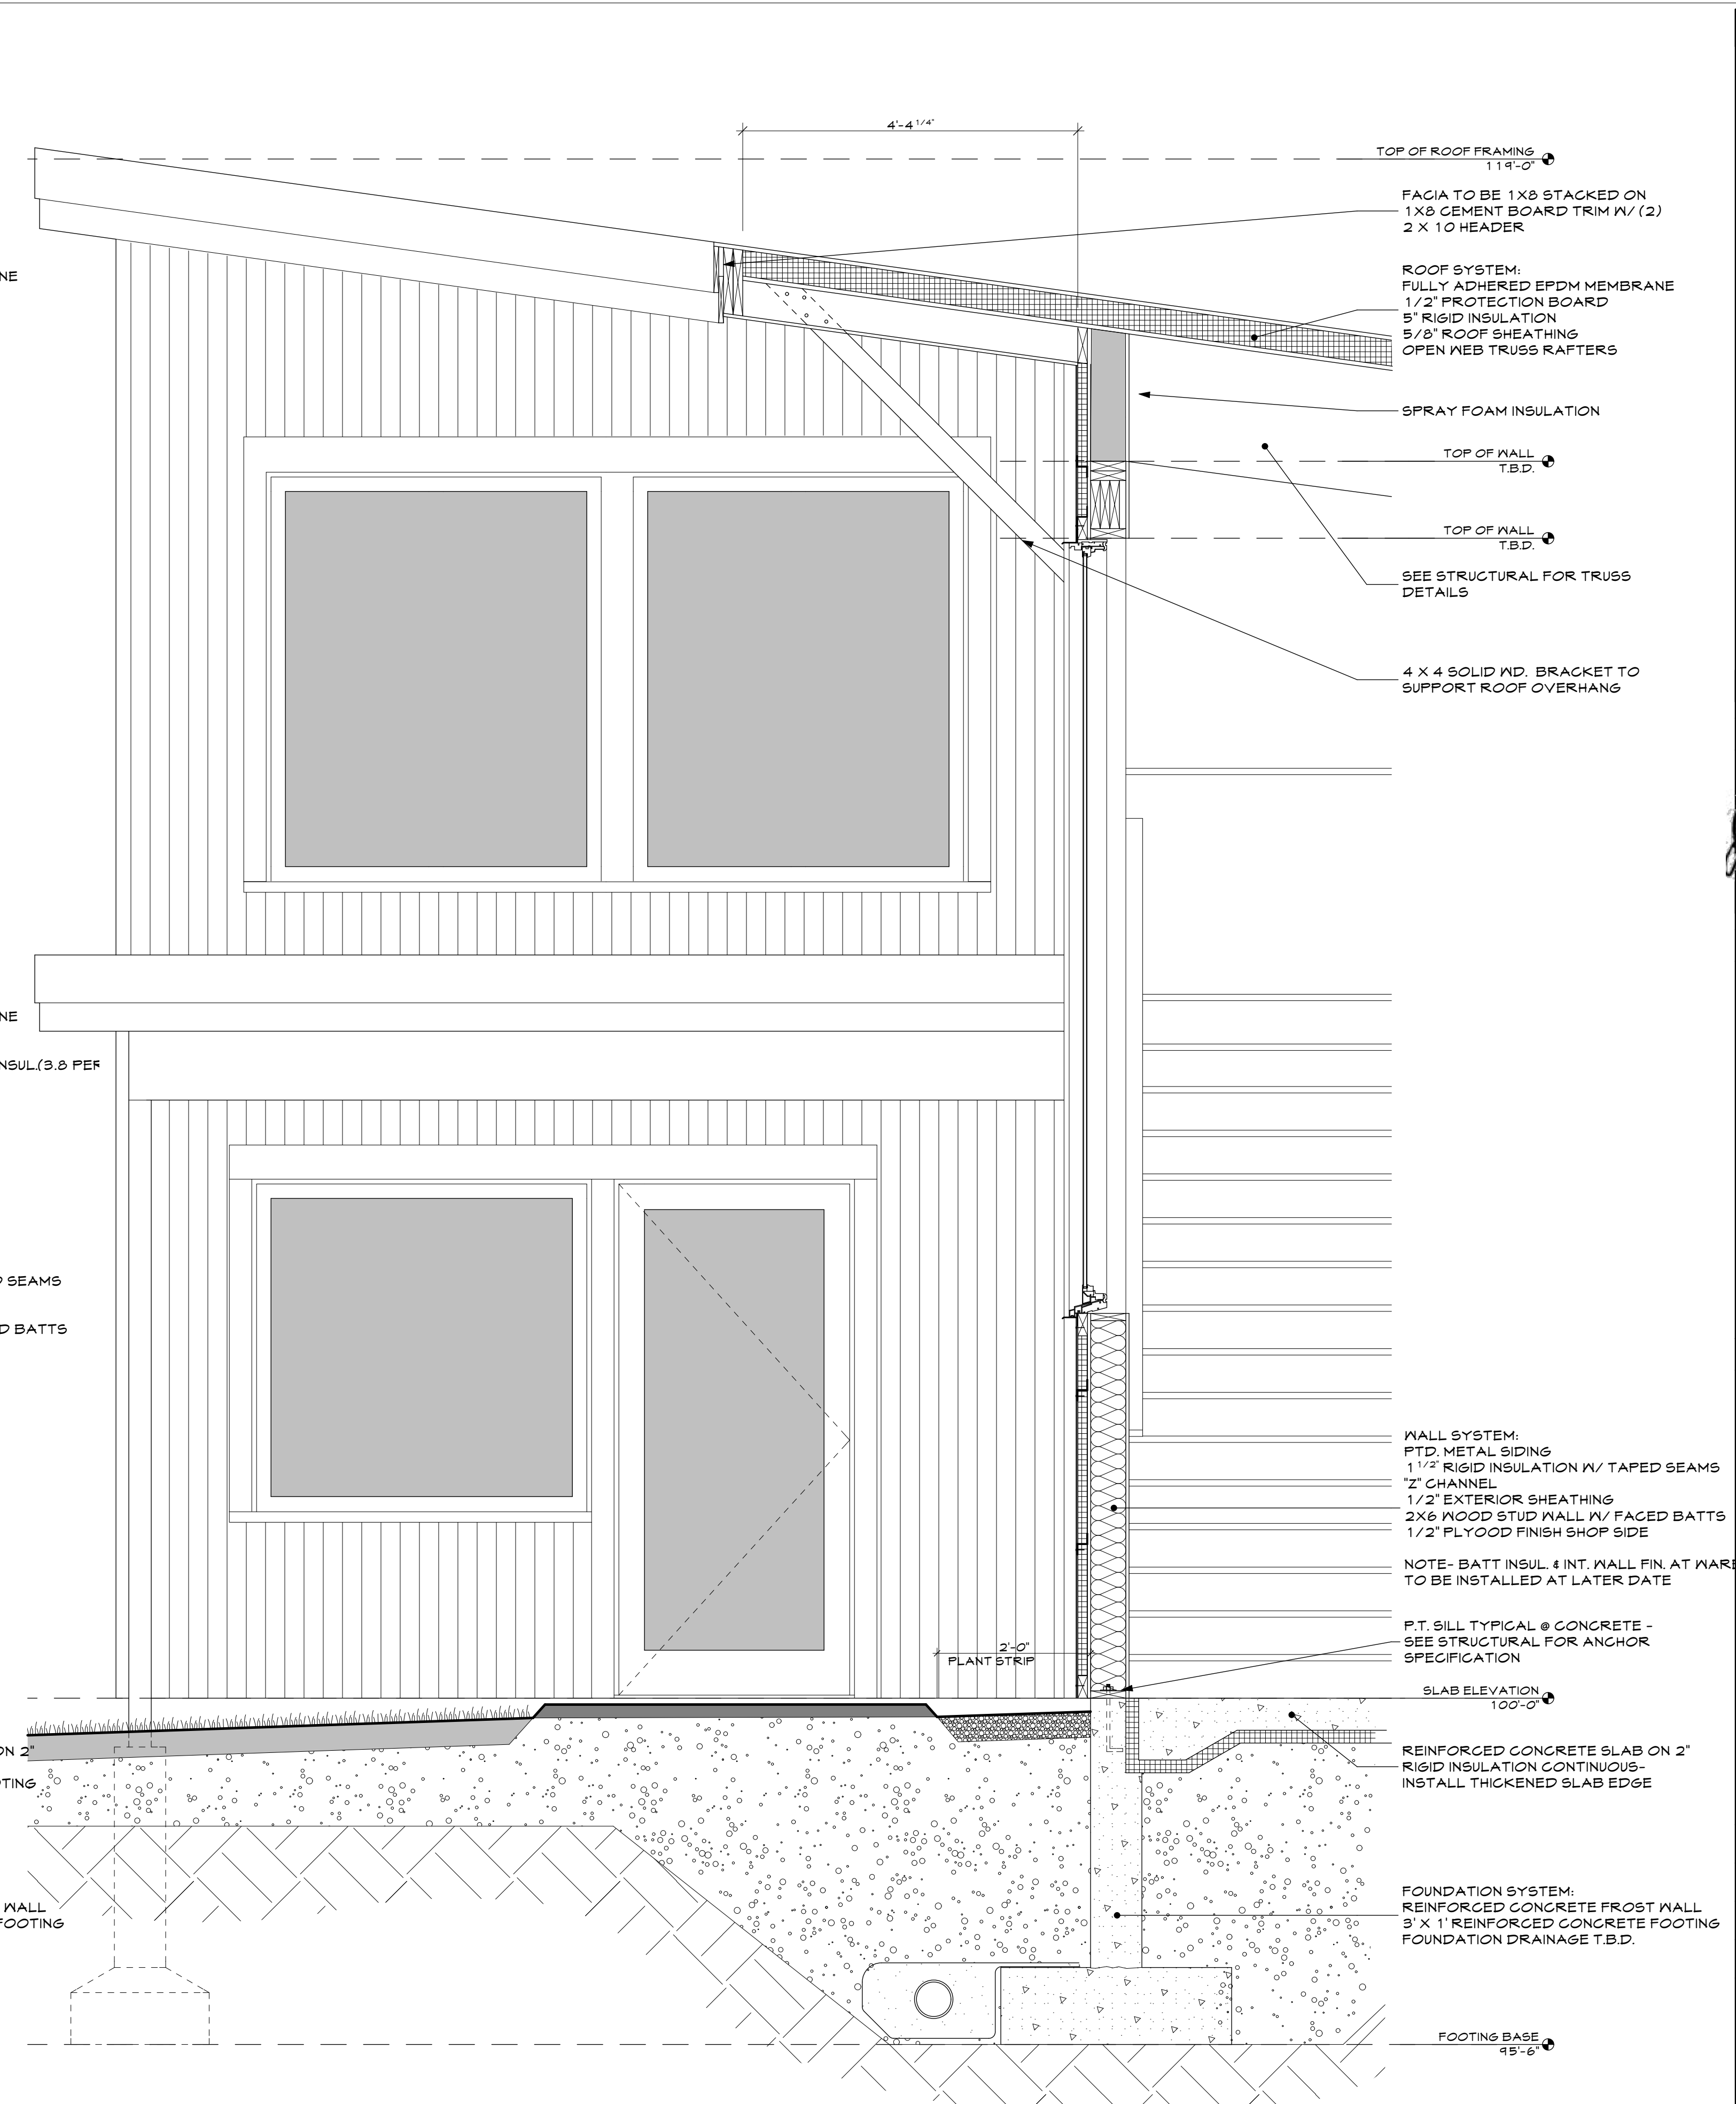 4'-4 1/4"
TOP OF ROOF FRAMING
119'-0"
FACIA TO BE 1X8 STACKED ON
1X8 CEMENT BOARD TRIM W/ (2)
2 X 10 HEADER
NE
ROOF SYSTEM:
FULLY ADHERED EPDM MEMBRANE
1/2" PROTECTION BOARD
5" RIGID INSULATION
5/8" ROOF SHEATHING
OPEN WEB TRUSS RAFTERS
SPRAY FOAM INSULATION
TOP OF WALL
T.B.D.
TOP OF WALL
T.B.D.
SEE STRUCTURAL FOR TRUSS
DETAILS
4 X 4 SOLID WD. BRACKET TO
SUPPORT ROOF OVERHANG
NE
NSUL.(3.8 PER
D SEAMS
D BATTS
WALL SYSTEM:
PTD. METAL SIDING
1 1/2" RIGID INSULATION W/ TAPED SEAMS
"Z" CHANNEL
1/2" EXTERIOR SHEATHING
2X6 WOOD STUD WALL W/ FACED BATTS
1/2" PLYOOD FINISH SHOP SIDE
NOTE- BATT INSUL. & INT. WALL FIN. AT WARE
TO BE INSTALLED AT LATER DATE
P.T. SILL TYPICAL @ CONCRETE -
SEE STRUCTURAL FOR ANCHOR
SPECIFICATION
2'-0"
PLANT STRIP
SLAB ELEVATION
100'-0"
ON 2"
OTING
REINFORCED CONCRETE SLAB ON 2"
RIGID INSULATION CONTINUOUS-
INSTALL THICKENED SLAB EDGE
WALL
FOOTING
FOUNDATION SYSTEM:
REINFORCED CONCRETE FROST WALL
3' X 1' REINFORCED CONCRETE FOOTING
FOUNDATION DRAINAGE T.B.D.
FOOTING BASE
95'-6"